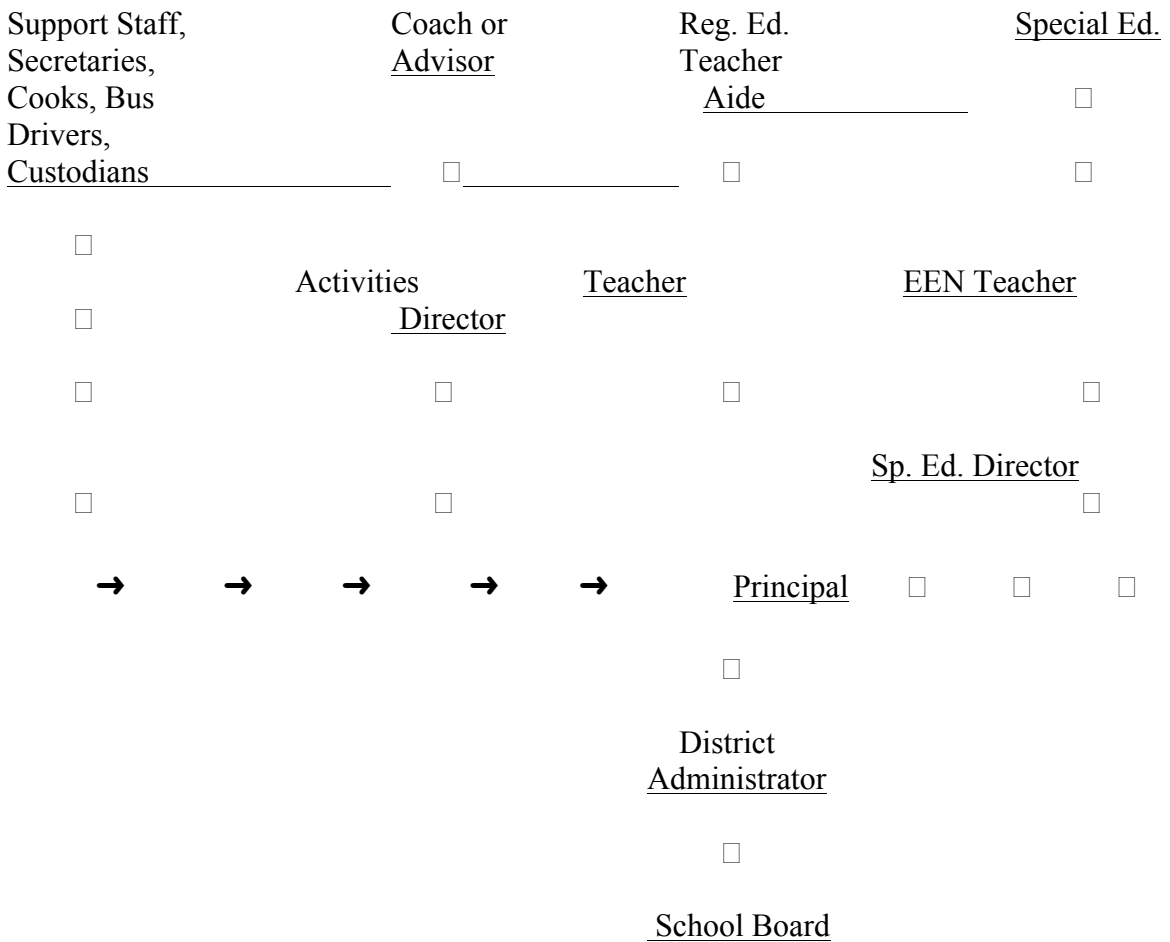 Support Staff, Coach or Reg. Ed. Special Ed.
Secretaries, Advisor Teacher
Cooks, Bus Aide □
Drivers,
Custodians □ □ □
□
Activities Teacher EEN Teacher
□ Director
□ □ □ □
Sp. Ed. Director
□ □ □
➜ ➜ ➜ ➜ ➜ Principal □ □ □
□
District
Administrator
□
School Board